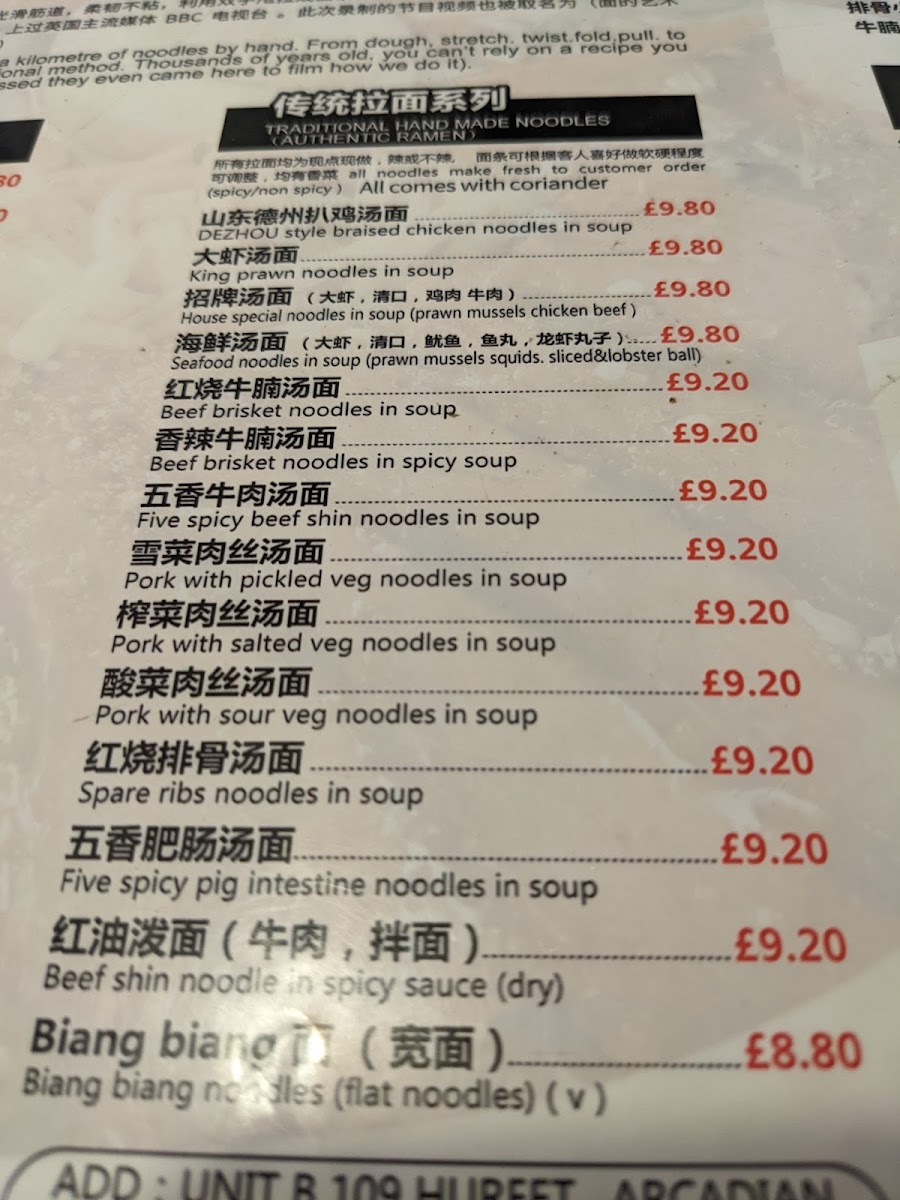 光滑筋道，柔韧不粘，
上过英国主流媒体 BBC 电视台 。此次录制的节目视频也被取名为（面的艺术
)
a kilometre of noodles by hand. From dough, stretch. twist.fold.pull. to
ional method. Thousands of years old, you can't rely on a recipe you
ssed they even came here to film how we do it).
传统拉面系列
TRADITIONAL HAND MADE NOODLES
(AUTHENTIC RAMEN)
所有拉面均为现点现做，辣或不辣， 面条可根据客人喜好做软硬程度
可调整，均有香菜 all noodles make fresh to customer order
(spicy/non spicy ) All comes with coriander
山东德州扒鸡汤面 £9.80
DEZHOU style braised chicken noodles in soup
大虾汤面 £9.80
King prawn noodles in soup
招牌汤面（大虾，清口，鸡肉 牛肉） £9.80
House special noodles in soup (prawn mussels chicken beef )
海鲜汤面（大虾，清口，鱿鱼，鱼丸，龙虾丸子） £9.80
Seafood noodles in soup (prawn mussels squids. sliced&lobster ball)
红烧牛腩汤面 £9.20
Beef brisket noodles in soup
香辣牛腩汤面 £9.20
Beef brisket noodles in spicy soup
五香牛肉汤面 £9.20
Five spicy beef shin noodles in soup
雪菜肉丝汤面 £9.20
Pork with pickled veg noodles in soup
榨菜肉丝汤面 £9.20
Pork with salted veg noodles in soup
酸菜肉丝汤面 £9.20
Pork with sour veg noodles in soup
红烧排骨汤面 £9.20
Spare ribs noodles in soup
五香肥肠汤面 £9.20
Five spicy pig intestine noodles in soup
红油泼面（牛肉，拌面） £9.20
Beef shin noodle in spicy sauce (dry)
Biang biang 面（宽面） £8.80
Biang biang noodles (flat noodles) ( v )
ADD : UNIT B 109 HURFFT ARCADIAN
排骨
牛腩
80
0